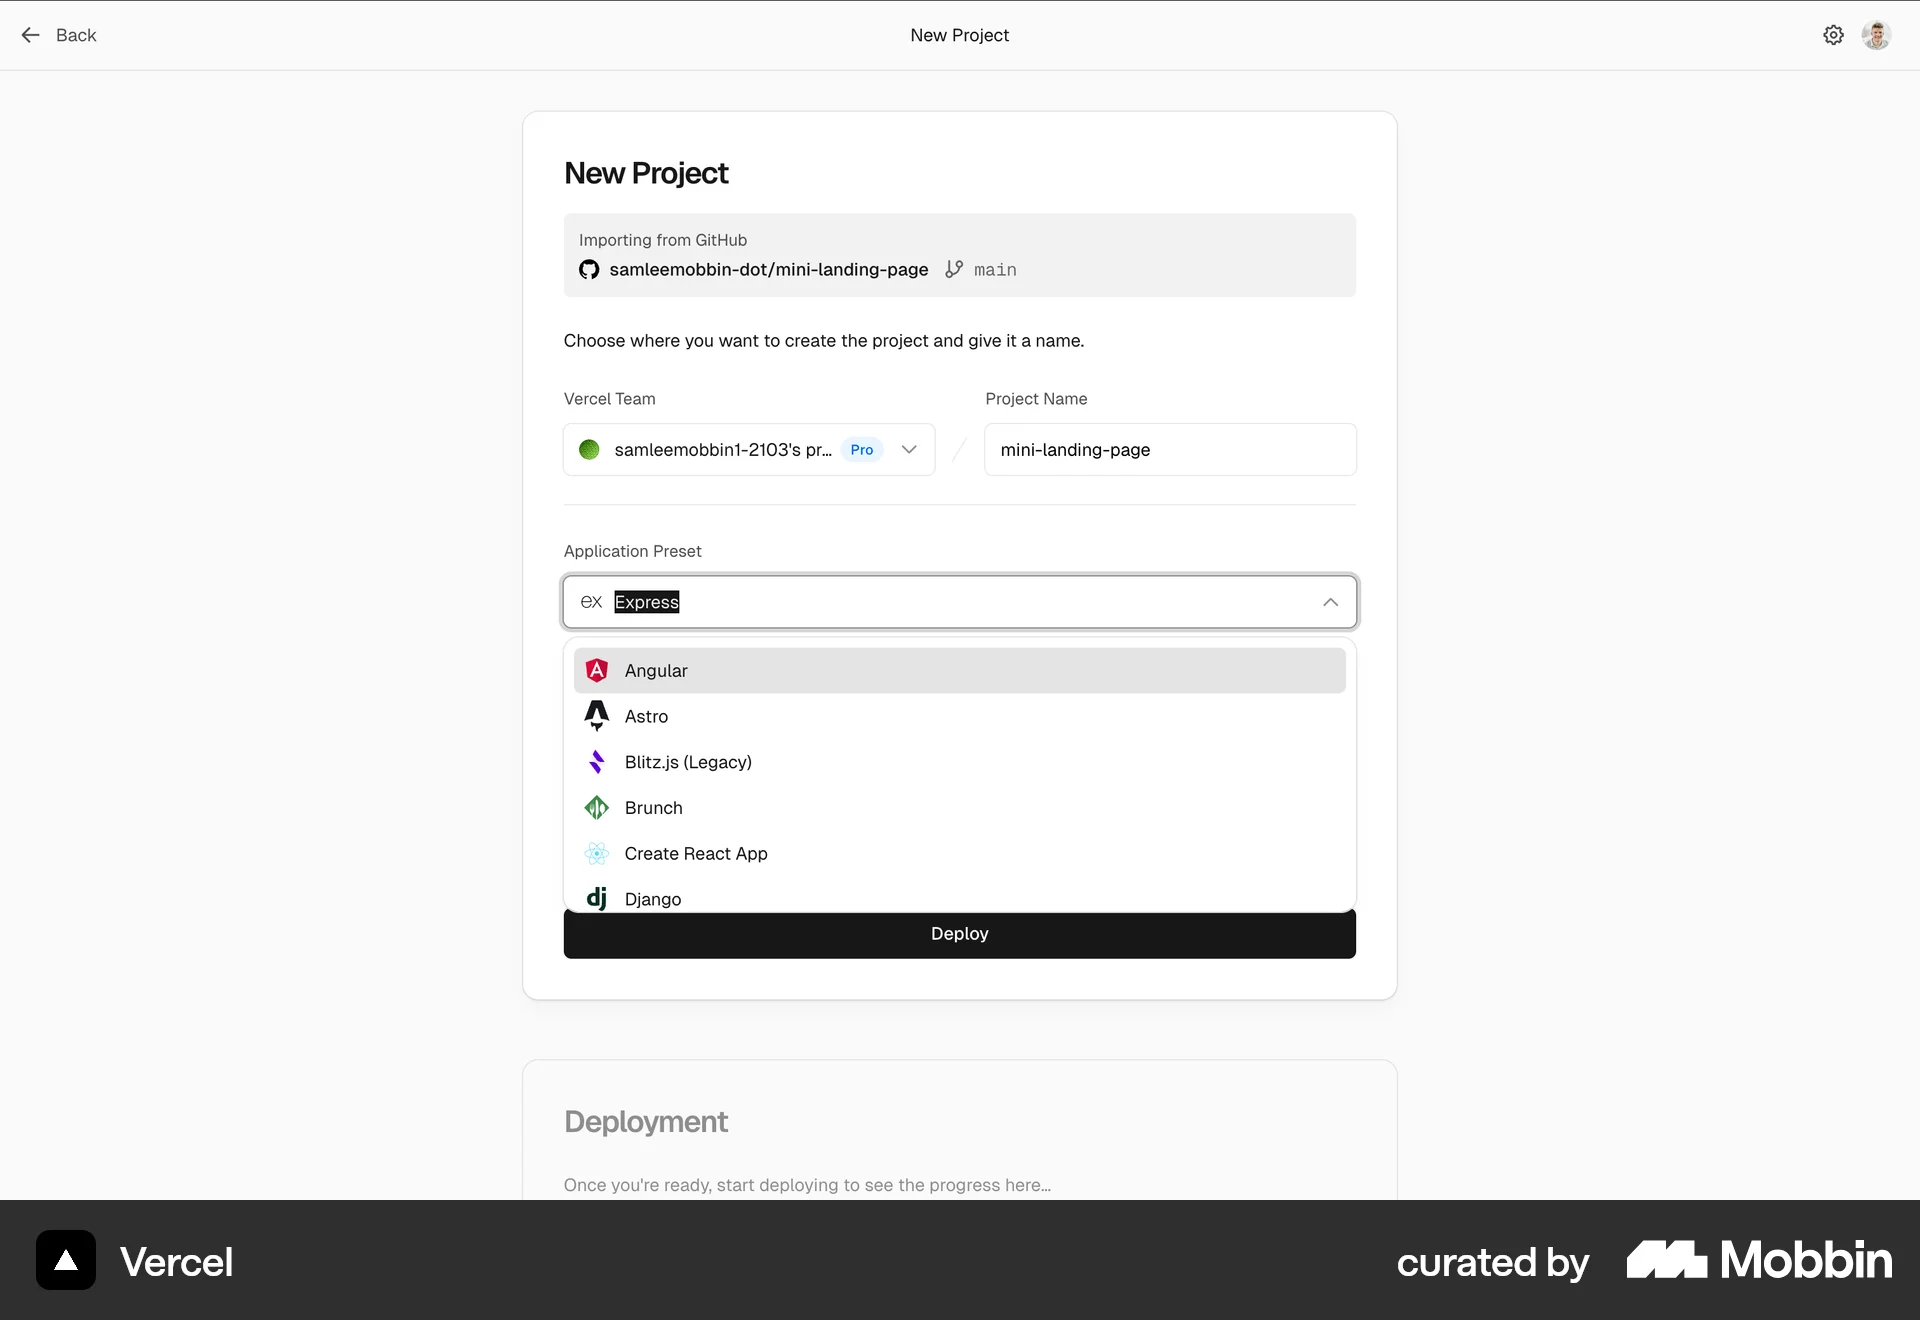 Back
New Project
New Project
Importing from GitHub
samleemobbin-dot/mini-landing-page main
Choose where you want to create the project and give it a name.
Vercel Team
Project Name
samleemobbin1-2103's pr... Pro
mini-landing-page
Application Preset
ex Express
Angular
Astro
Blitz.js (Legacy)
Brunch
Create React App
dj Django
Deploy
Deployment
Once you're ready, start deploying to see the progress here...
Vercel
curated by Mobbin